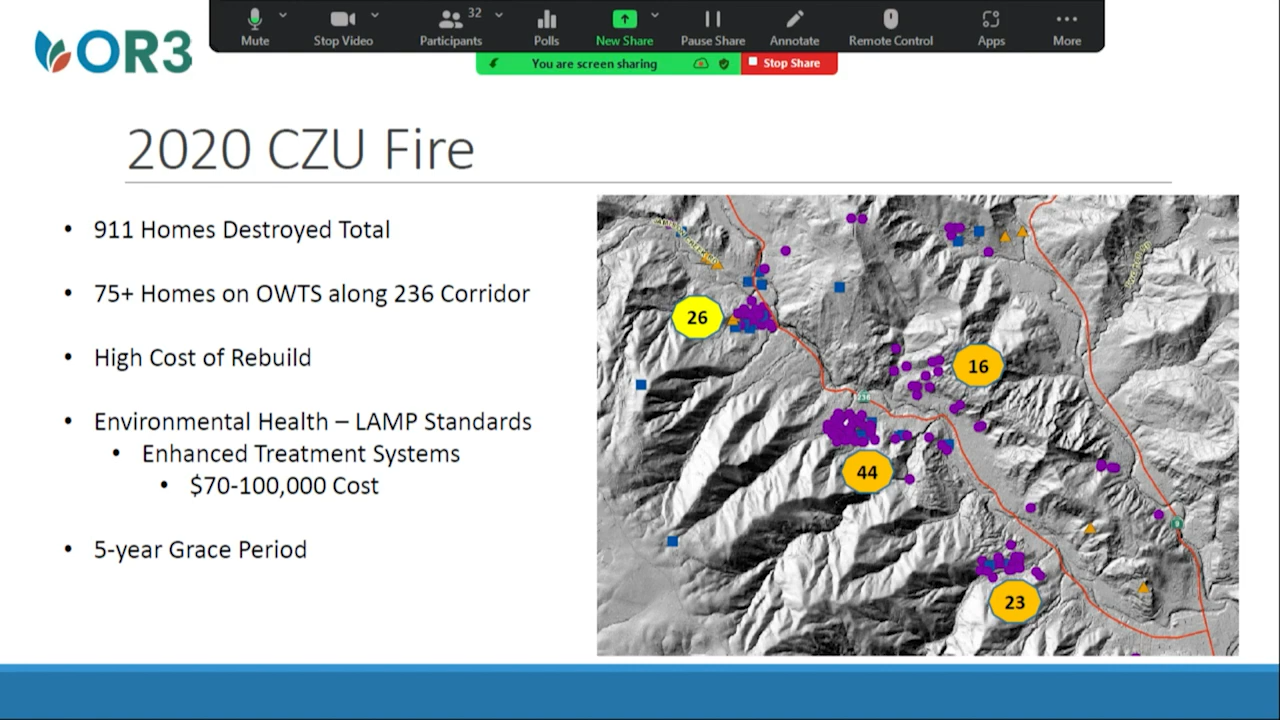 OR3
Mute
Stop Video
32
Participants
Polls
New Share
Pause Share
Annotate
Remote Control
Apps
More
You are screen sharing
Stop Share
2020 CZU Fire
• 911 Homes Destroyed Total
• 75+ Homes on OWTS along 236 Corridor
• High Cost of Rebuild
• Environmental Health – LAMP Standards
• Enhanced Treatment Systems
• $70-100,000 Cost
• 5-year Grace Period
26
16
236
44
9
23